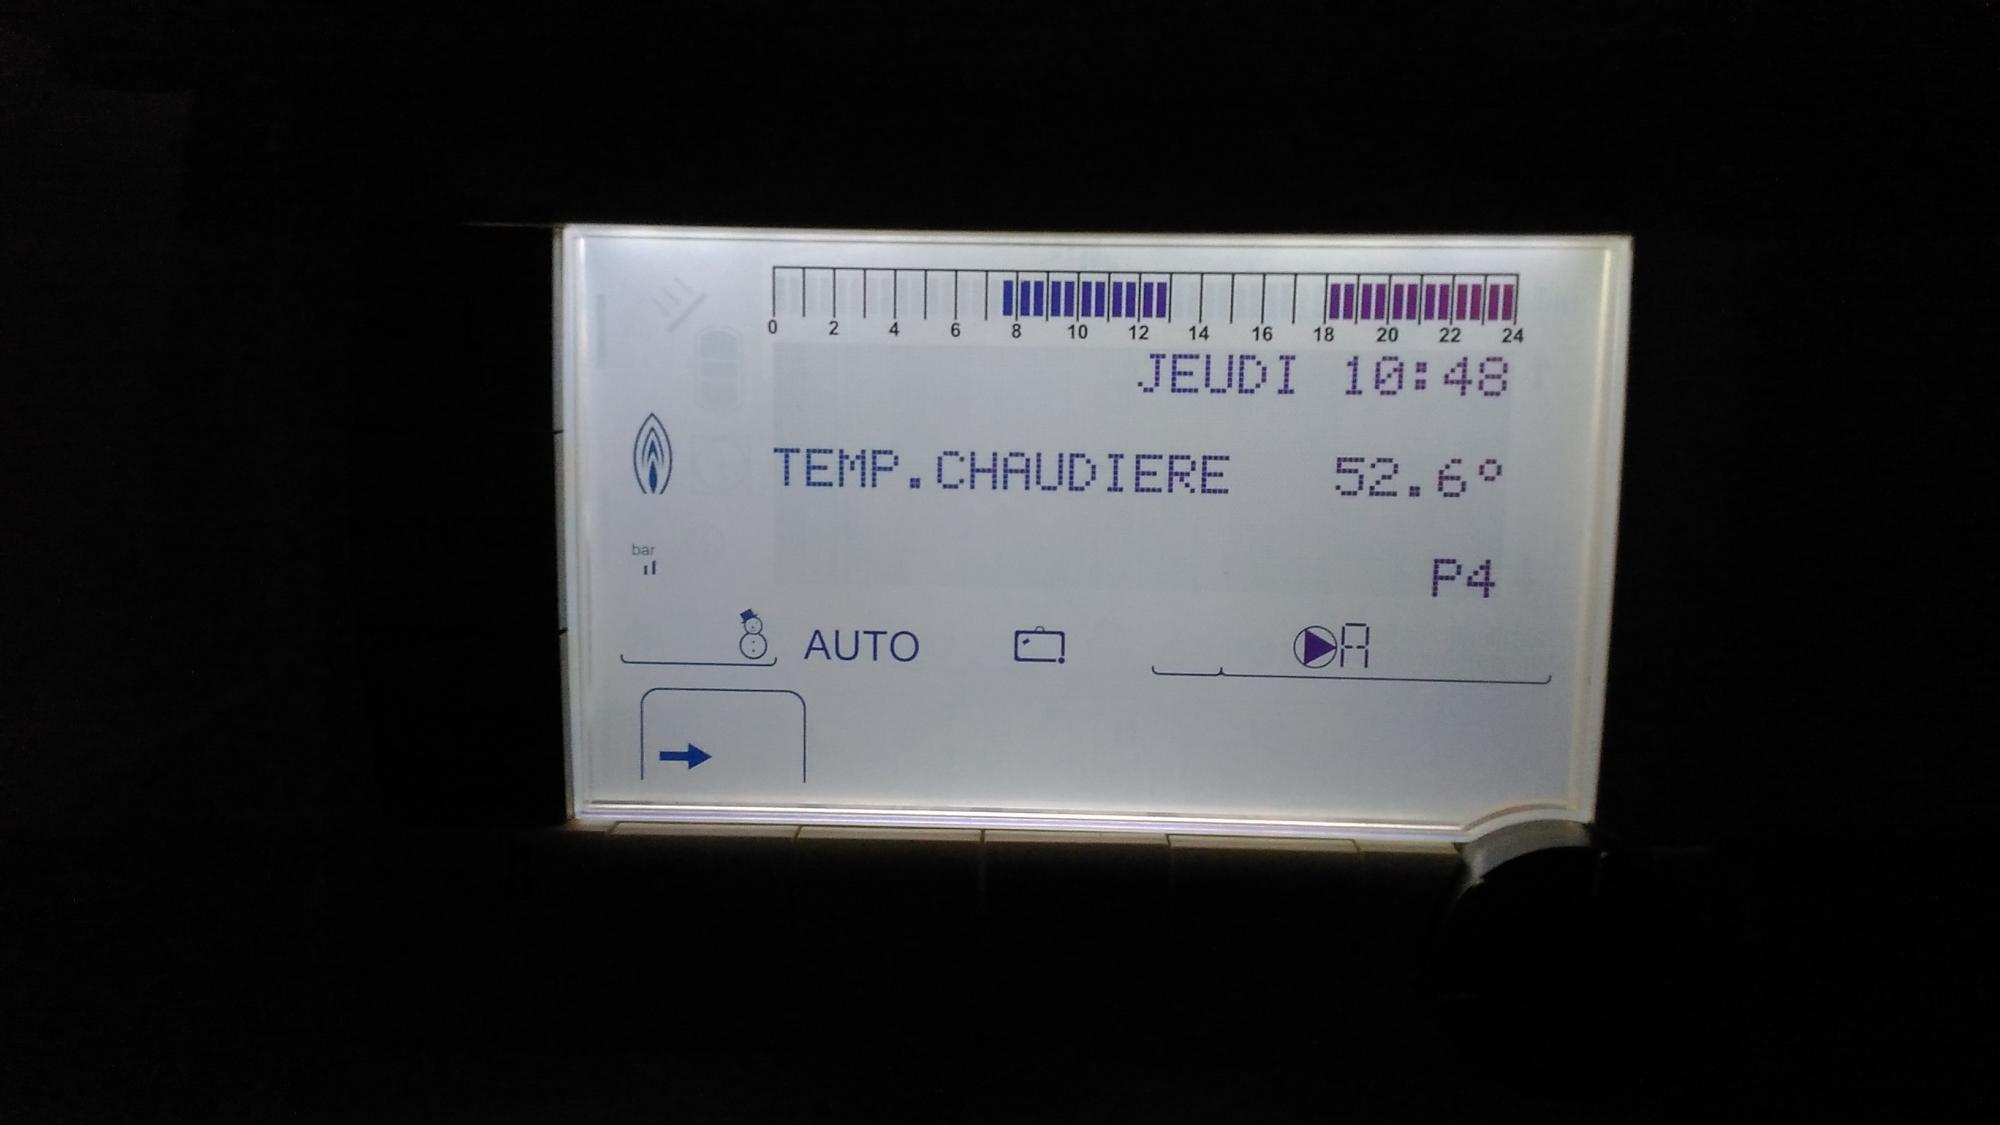 0 2 4 6 8 10 12 14 16 18 20 22 24
JEUDI 10:48
TEMP.CHAUDIERE 52.6°
bar
P4
AUTO A